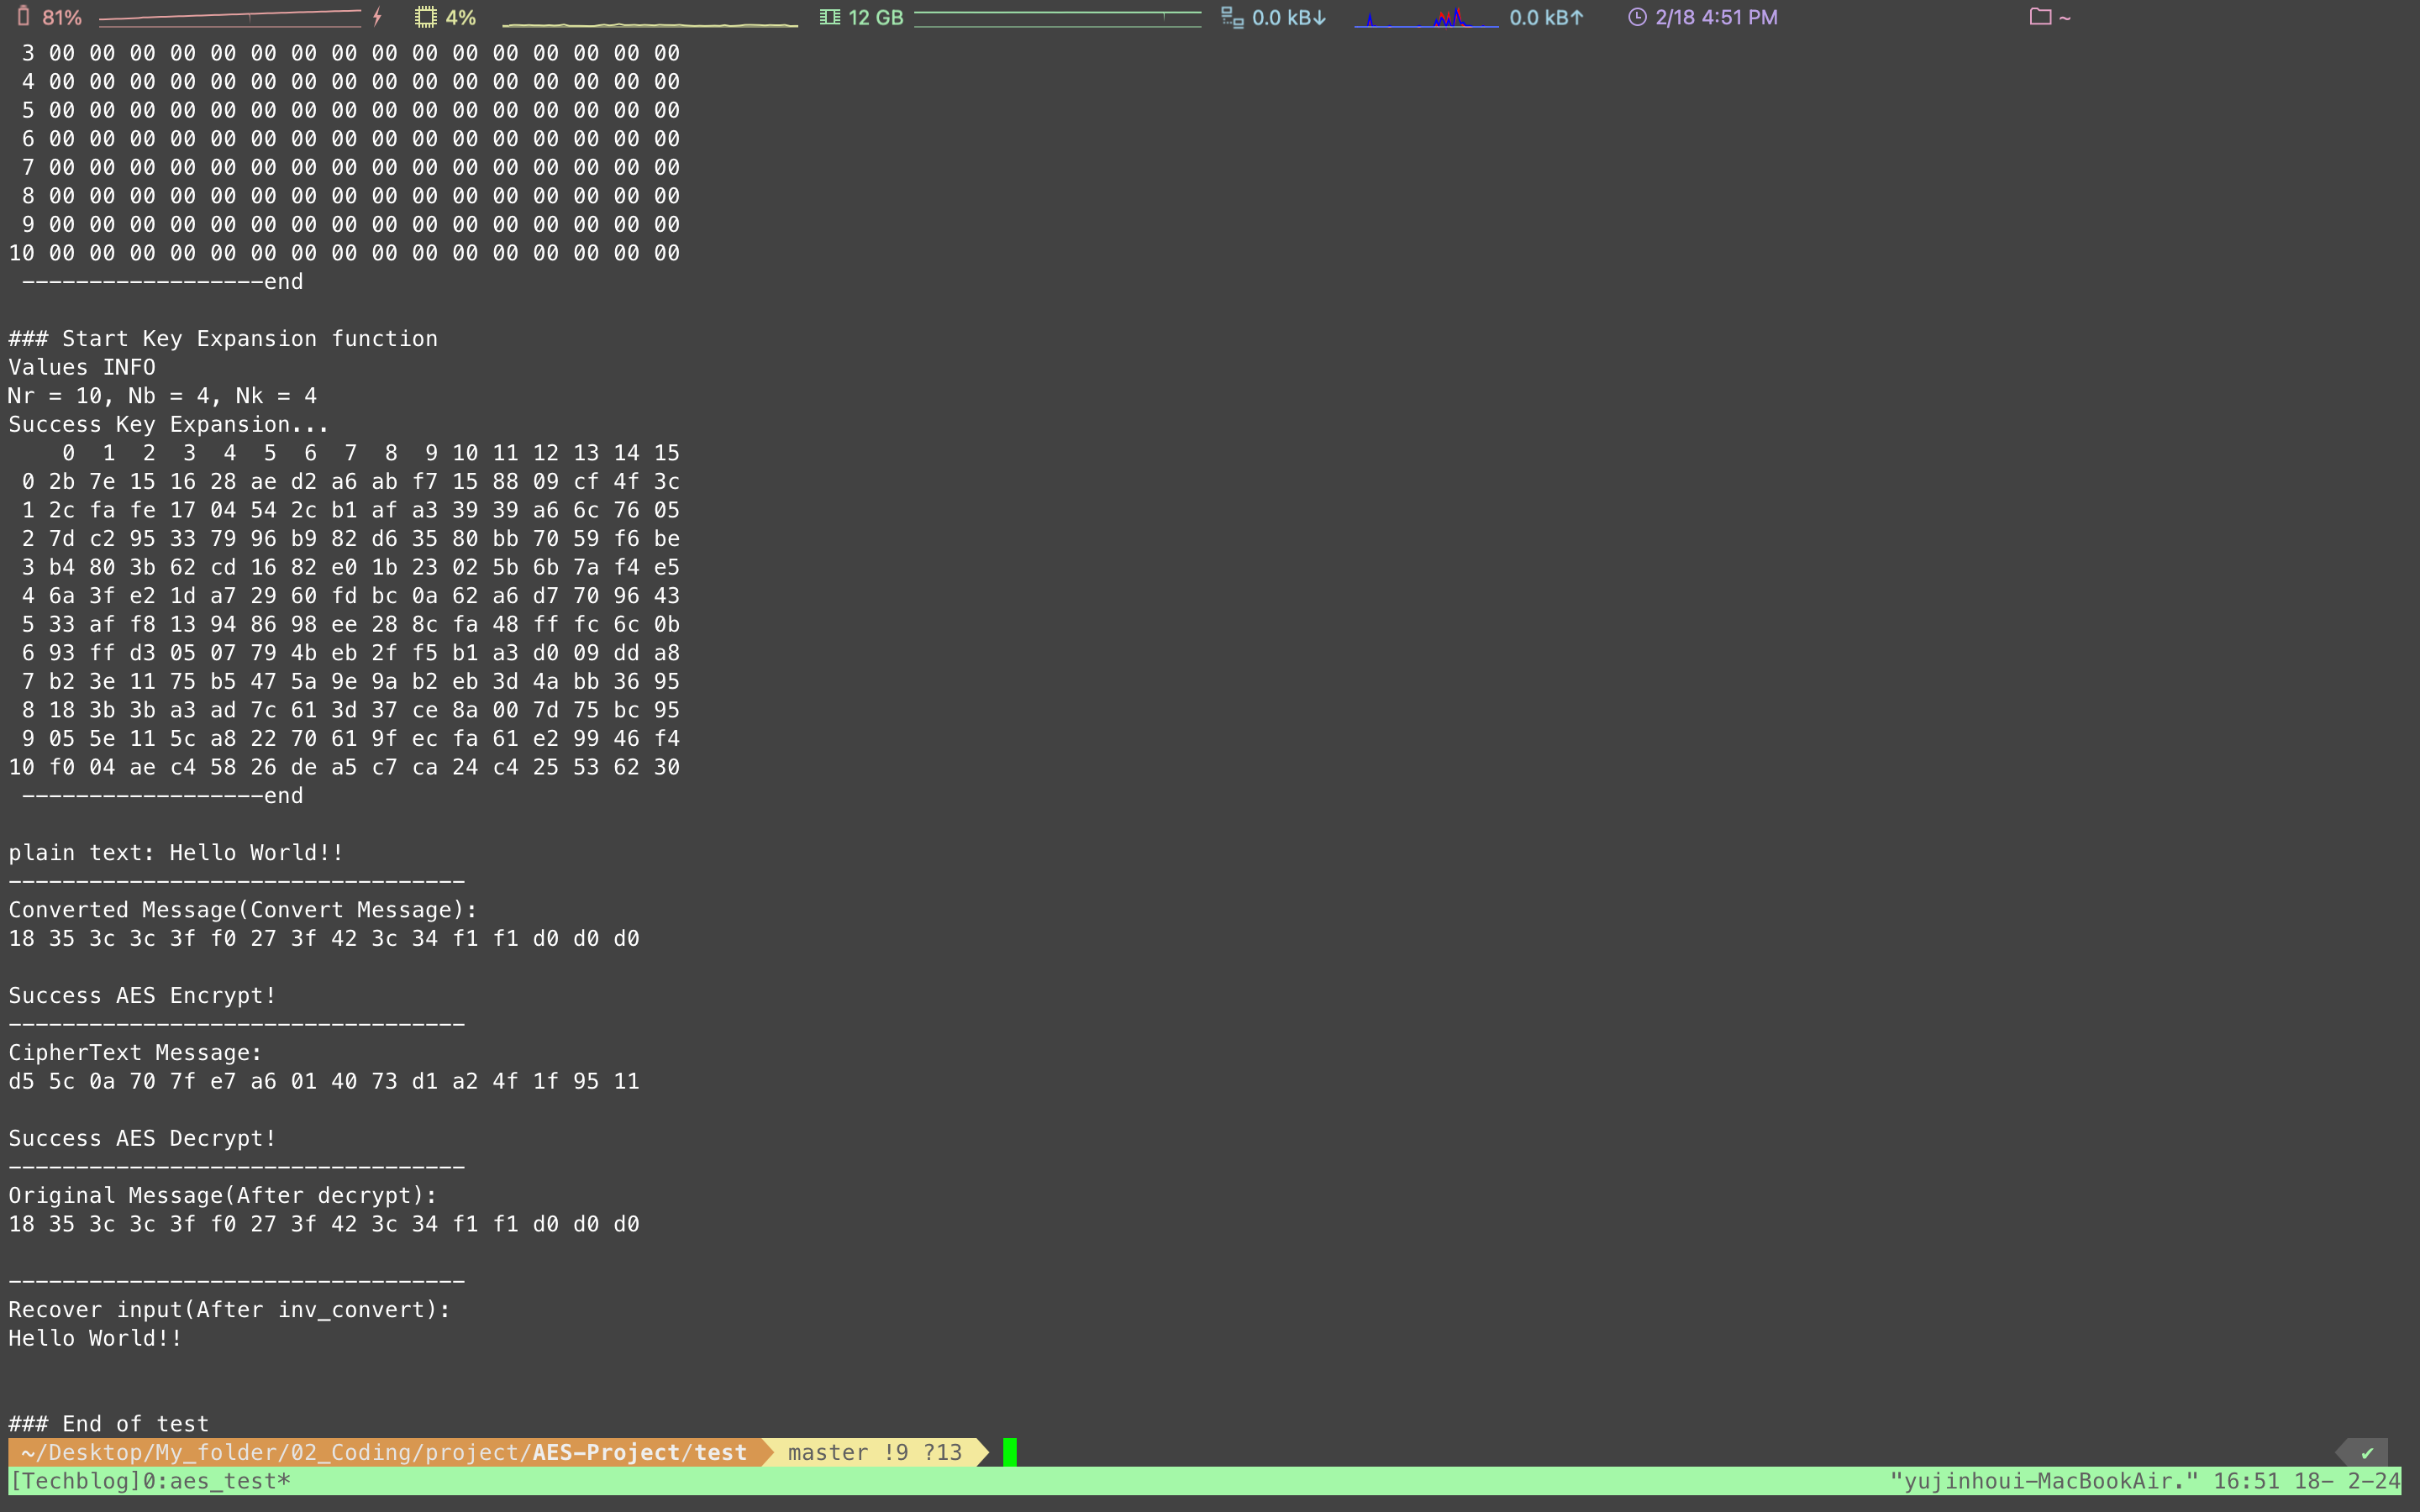 81% 4% 12 GB 0.0 kB↓ 0.0 kB↑ 2/18 4:51 PM ~
3 00 00 00 00 00 00 00 00 00 00 00 00 00 00 00 00
4 00 00 00 00 00 00 00 00 00 00 00 00 00 00 00 00
5 00 00 00 00 00 00 00 00 00 00 00 00 00 00 00 00
6 00 00 00 00 00 00 00 00 00 00 00 00 00 00 00 00
7 00 00 00 00 00 00 00 00 00 00 00 00 00 00 00 00
8 00 00 00 00 00 00 00 00 00 00 00 00 00 00 00 00
9 00 00 00 00 00 00 00 00 00 00 00 00 00 00 00 00
10 00 00 00 00 00 00 00 00 00 00 00 00 00 00 00 00
------------------end
### Start Key Expansion function
Values INFO
Nr = 10, Nb = 4, Nk = 4
Success Key Expansion...
0 1 2 3 4 5 6 7 8 9 10 11 12 13 14 15
0 2b 7e 15 16 28 ae d2 a6 ab f7 15 88 09 cf 4f 3c
1 2c fa fe 17 04 54 2c b1 af a3 39 39 a6 6c 76 05
2 7d c2 95 33 79 96 b9 82 d6 35 80 bb 70 59 f6 be
3 b4 80 3b 62 cd 16 82 e0 1b 23 02 5b 6b 7a f4 e5
4 6a 3f e2 1d a7 29 60 fd bc 0a 62 a6 d7 70 96 43
5 33 af f8 13 94 86 98 ee 28 8c fa 48 ff fc 6c 0b
6 93 ff d3 05 07 79 4b eb 2f f5 b1 a3 d0 09 dd a8
7 b2 3e 11 75 b5 47 5a 9e 9a b2 eb 3d 4a bb 36 95
8 18 3b 3b a3 ad 7c 61 3d 37 ce 8a 00 7d 75 bc 95
9 05 5e 11 5c a8 22 70 61 9f ec fa 61 e2 99 46 f4
10 f0 04 ae c4 58 26 de a5 c7 ca 24 c4 25 53 62 30
------------------end
plain text: Hello World!!
----------------------------------
Converted Message(Convert Message):
18 35 3c 3c 3f f0 27 3f 42 3c 34 f1 f1 d0 d0 d0
Success AES Encrypt!
----------------------------------
CipherText Message:
d5 5c 0a 70 7f e7 a6 01 40 73 d1 a2 4f 1f 95 11
Success AES Decrypt!
----------------------------------
Original Message(After decrypt):
18 35 3c 3c 3f f0 27 3f 42 3c 34 f1 f1 d0 d0 d0
----------------------------------
Recover input(After inv_convert):
Hello World!!
### End of test
~/Desktop/My_folder/02_Coding/project/AES-Project/test master !9 ?13 ✔
[Techblog]0:aes_test* "yujinhoui-MacBookAir." 16:51 18- 2-24